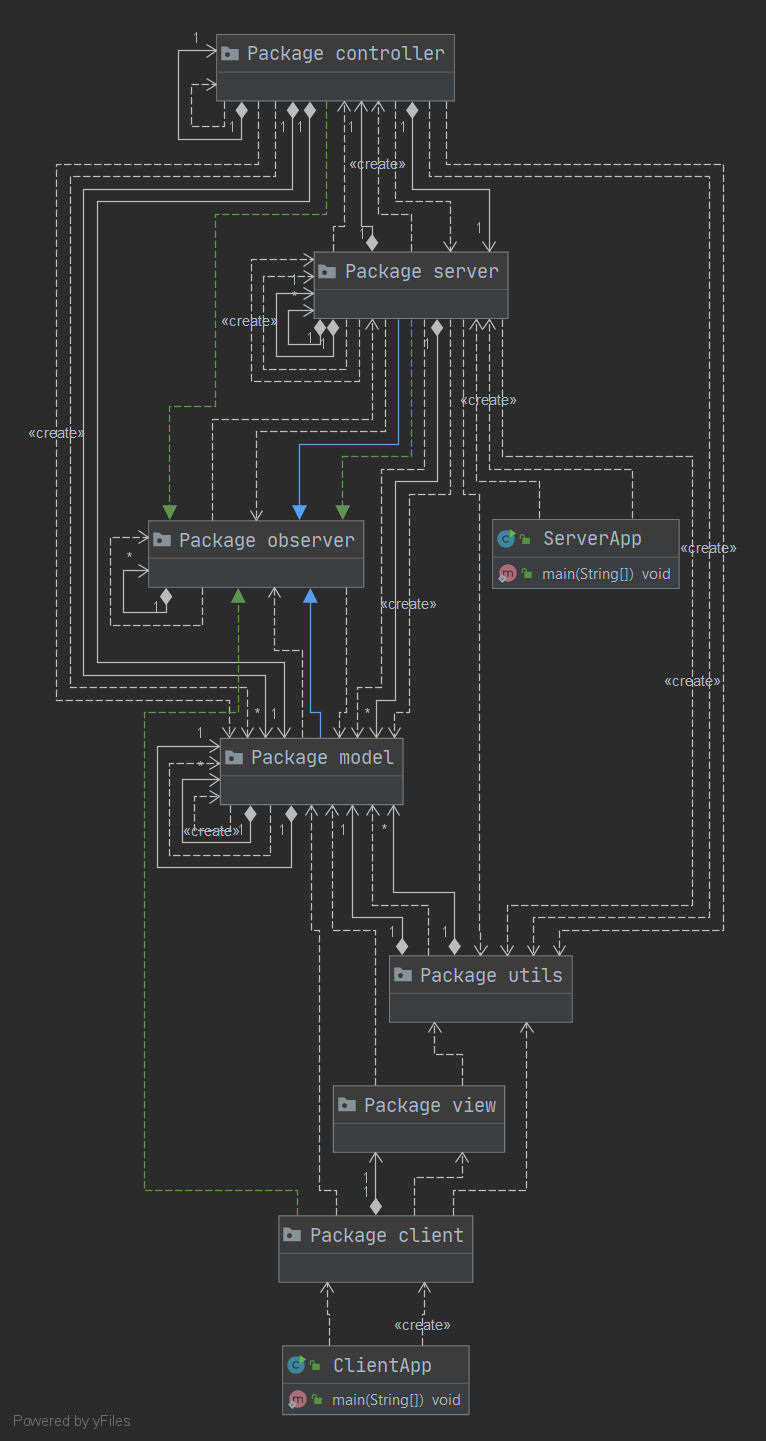 1
Package controller
1
1
1
1
1
«create»
1
1
Package server
1
*
«create»
1
1
1
«create»
«create»
Package observer
*
1
ServerApp
main(String[]) void
«create»
«create»
«create»
*
1
*
1
Package model
*
«create»
1
1
1
*
1
1
Package utils
Package view
1
1
Package client
«create»
ClientApp
main(String[]) void
Powered by yFiles